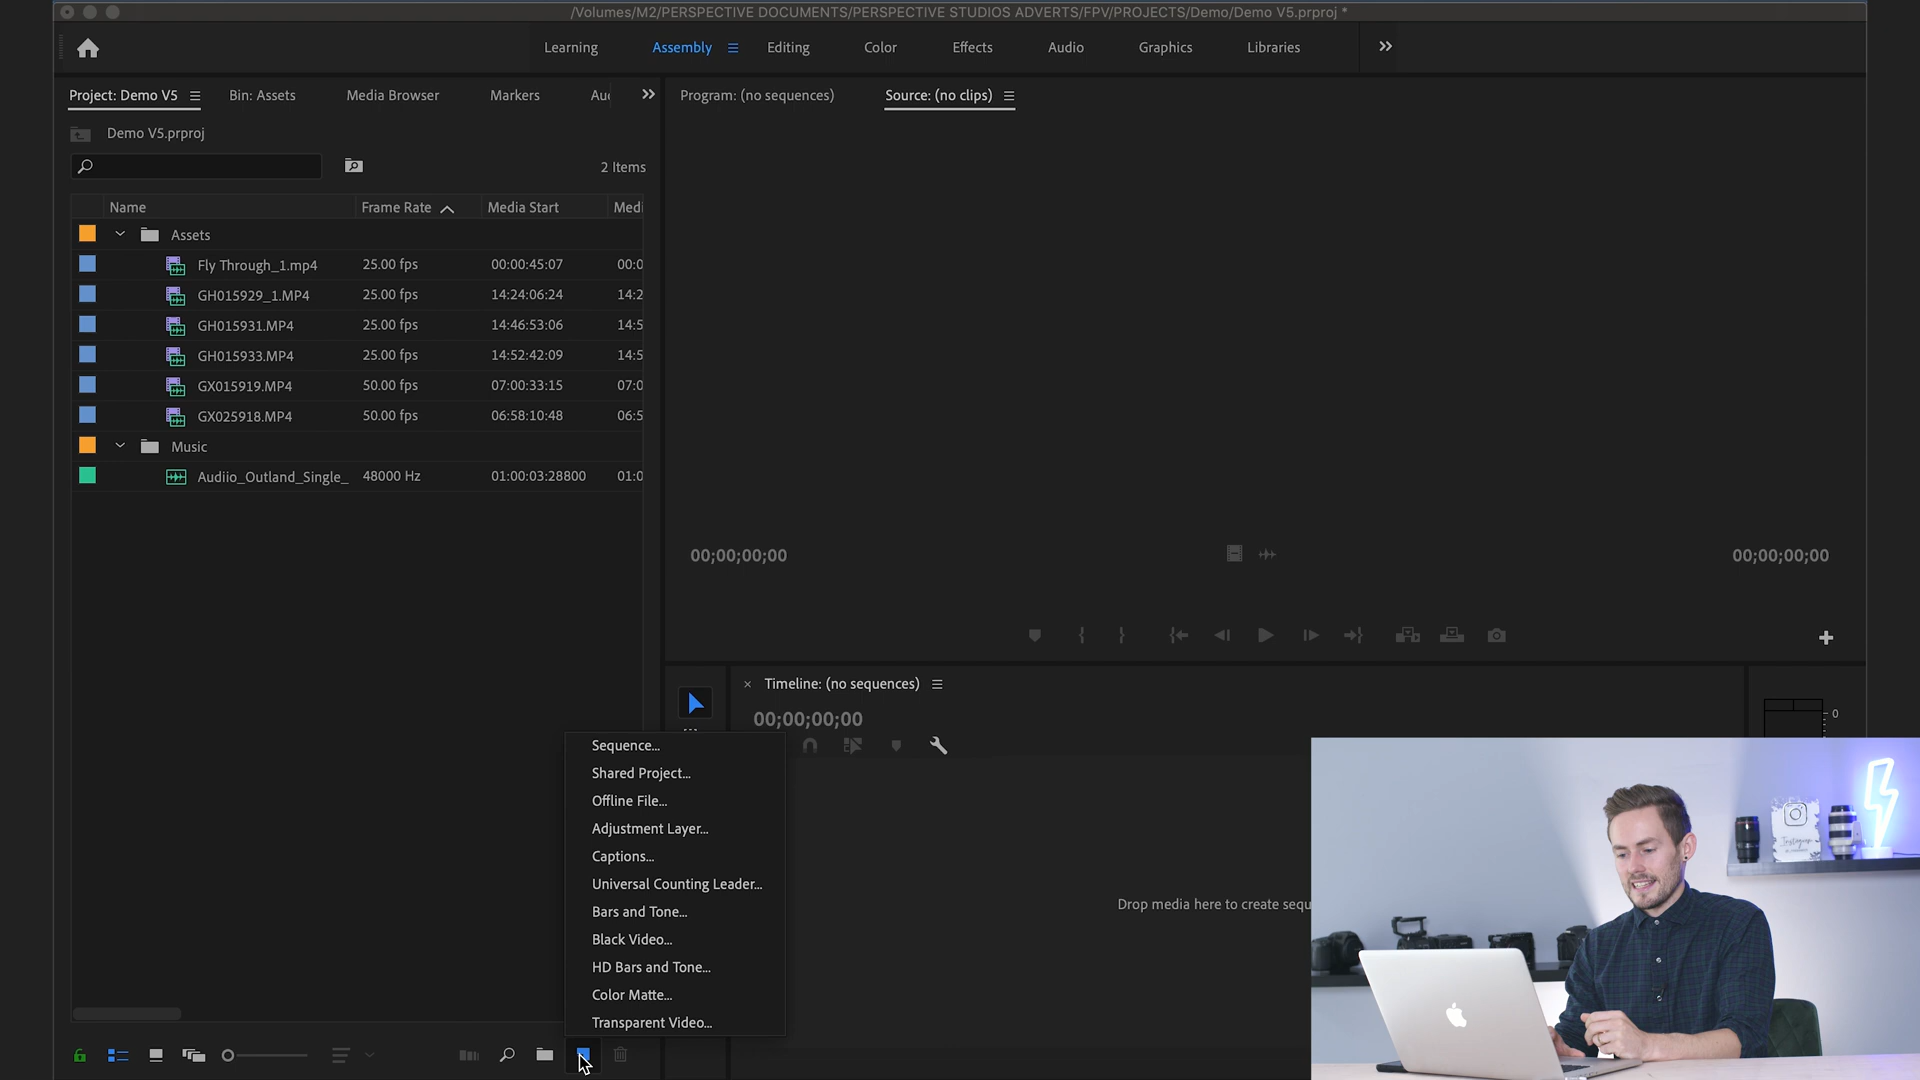 /Volumes/M2/PERSPECTIVE DOCUMENTS/PERSPECTIVE STUDIOS ADVERTS/FPV/PROJECTS/Demo/Demo V5.prproj *
Learning Assembly Editing Color Effects Audio Graphics Libraries
Project: Demo V5 Bin: Assets Media Browser Markers Au
Program: (no sequences) Source: (no clips)
Demo V5.prproj
2 Items
Name Frame Rate Media Start Medi
Assets
Fly Through_1.mp4 25.00 fps 00:00:45:07 00:0
GH015929_1.MP4 25.00 fps 14:24:06:24 14:2
GH015931.MP4 25.00 fps 14:46:53:06 14:5
GH015933.MP4 25.00 fps 14:52:42:09 14:5
GX015919.MP4 50.00 fps 07:00:33:15 07:0
GX025918.MP4 50.00 fps 06:58:10:48 06:5
Music
Audiio_Outland_Single_ 48000 Hz 01:00:03:28800 01:0
00;00;00;00 00;00;00;00
Timeline: (no sequences)
00;00;00;00
0
Sequence...
Shared Project...
Offline File...
Adjustment Layer...
Captions...
Universal Counting Leader...
Bars and Tone...
Black Video...
HD Bars and Tone...
Color Matte...
Transparent Video...
Drop media here to create sequ
Instagram